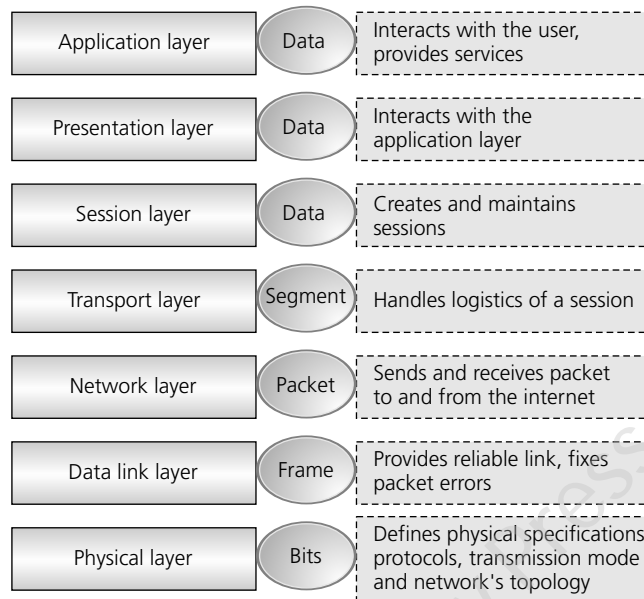 Application layer
Data
Interacts with the user,
provides services
Presentation layer
Data
Interacts with the
application layer
Session layer
Data
Creates and maintains
sessions
Transport layer
Segment
Handles logistics of a session
Network layer
Packet
Sends and receives packet
to and from the internet
Data link layer
Frame
Provides reliable link, fixes
packet errors
Physical layer
Bits
Defines physical specifications
protocols, transmission mode
and network's topology
Press